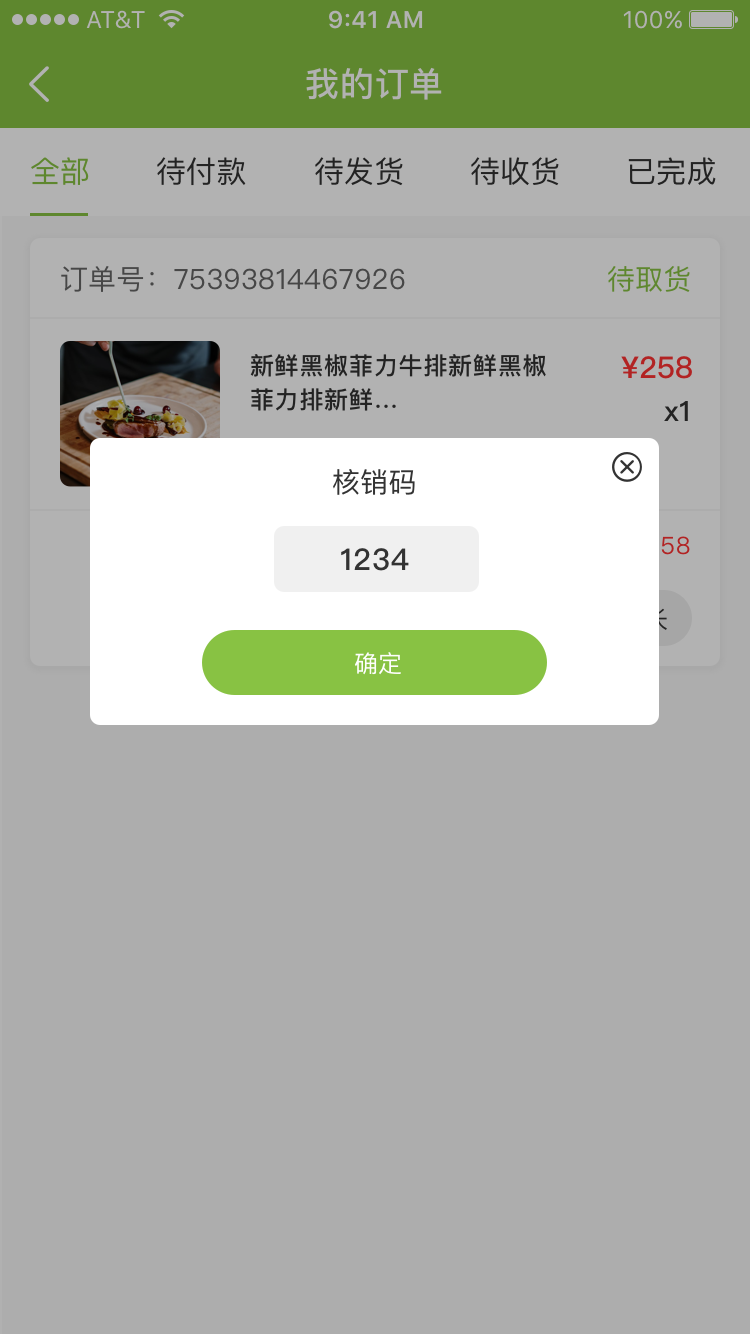 AT&T 9:41 AM 100%
我的订单
全部 待付款 待发货 待收货 已完成
订单号：75393814467926 待取货
新鲜黑椒菲力牛排新鲜黑椒 ¥258
菲力排新鲜... x1
核销码
58
1234
长
确定